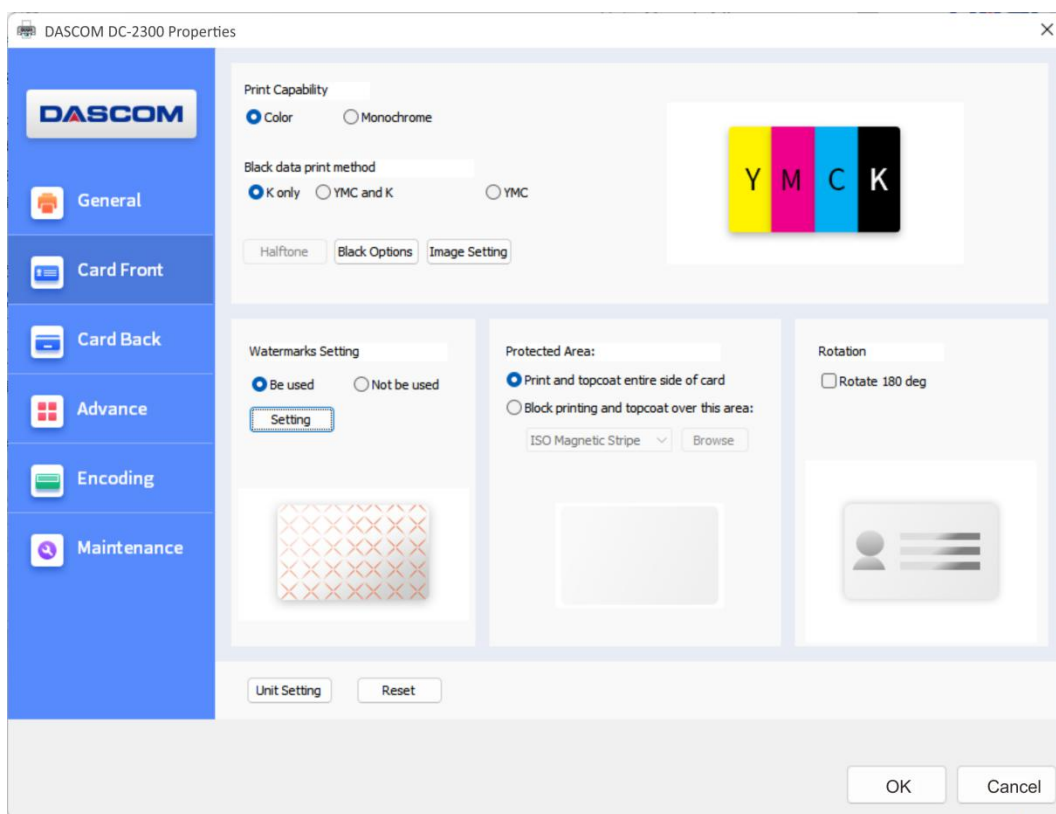 DASCOM DC-2300 Properties
DASCOM
General
Card Front
Card Back
Advance
Encoding
Maintenance
Print Capability
Color Monochrome
Black data print method
K only YMC and K YMC
Halftone Black Options Image Setting
Y M C K
Watermarks Setting
Be used Not be used
Setting
Protected Area:
Print and topcoat entire side of card
Block printing and topcoat over this area:
ISO Magnetic Stripe Browse
Rotation
Rotate 180 deg
Unit Setting Reset
OK Cancel